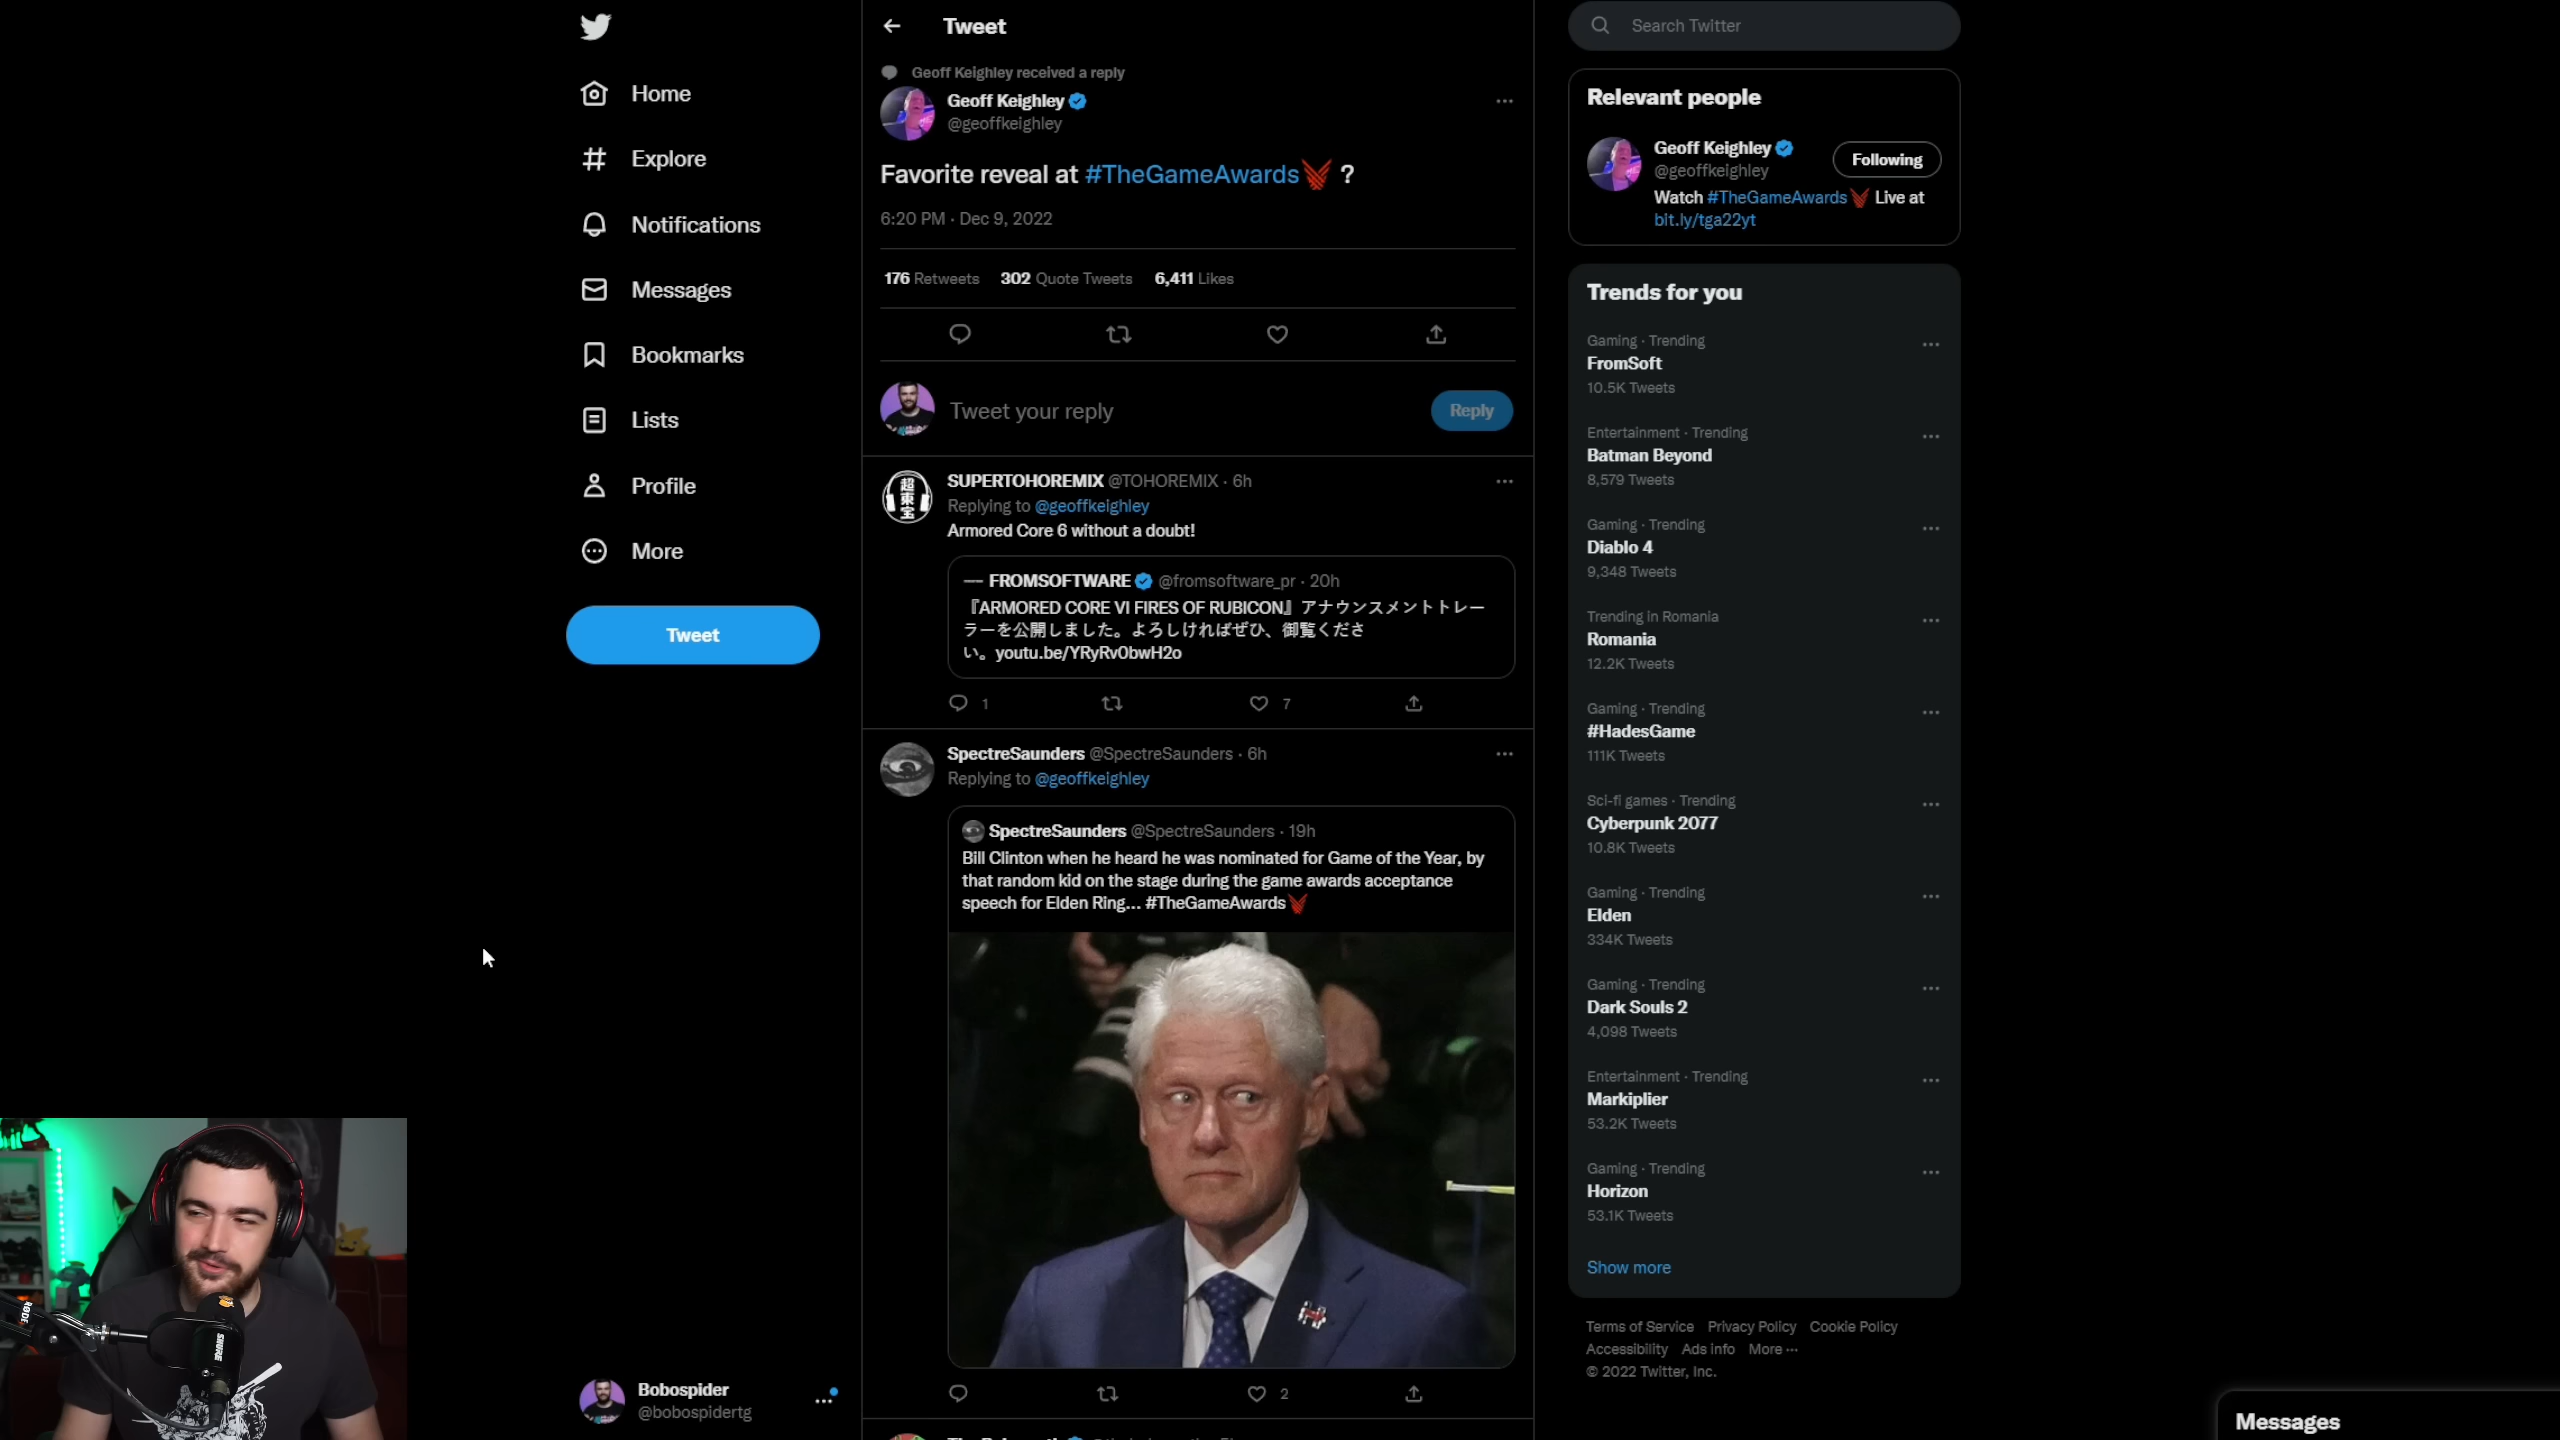 Home
Explore
Notifications
Messages
Bookmarks
Lists
Profile
More
Tweet
Bobospider
@bobospidertg
Tweet
Geoff Keighley received a reply
Geoff Keighley
@geoffkeighley
Favorite reveal at #TheGameAwards ?
6:20 PM · Dec 9, 2022
176 Retweets 302 Quote Tweets 6,411 Likes
Tweet your reply
Reply
超東宝
SUPERTOHOREMIX @TOHOREMIX · 6h
Replying to @geoffkeighley
Armored Core 6 without a doubt!
FROMSOFTWARE @fromsoftware_pr · 20h
『ARMORED CORE VI FIRES OF RUBICON』アナウンスメントトレー
ラーを公開しました。よろしければぜひ、御覧くださ
い。youtu.be/YRyRv0bwH2o
1 7
SpectreSaunders @SpectreSaunders · 6h
Replying to @geoffkeighley
SpectreSaunders @SpectreSaunders · 19h
Bill Clinton when he heard he was nominated for Game of the Year, by
that random kid on the stage during the game awards acceptance
speech for Elden Ring... #TheGameAwards
2
Search Twitter
Relevant people
Geoff Keighley
@geoffkeighley
Following
Watch #TheGameAwards Live at
bit.ly/tga22yt
Trends for you
Gaming · Trending
FromSoft
10.5K Tweets
Entertainment · Trending
Batman Beyond
8,579 Tweets
Gaming · Trending
Diablo 4
9,348 Tweets
Trending in Romania
Romania
12.2K Tweets
Gaming · Trending
#HadesGame
111K Tweets
Sci-fi games · Trending
Cyberpunk 2077
10.8K Tweets
Gaming · Trending
Elden
334K Tweets
Gaming · Trending
Dark Souls 2
4,098 Tweets
Entertainment · Trending
Markiplier
53.2K Tweets
Gaming · Trending
Horizon
53.1K Tweets
Show more
Terms of Service Privacy Policy Cookie Policy
Accessibility Ads info More ···
© 2022 Twitter, Inc.
Messages
RØDE
SHURE